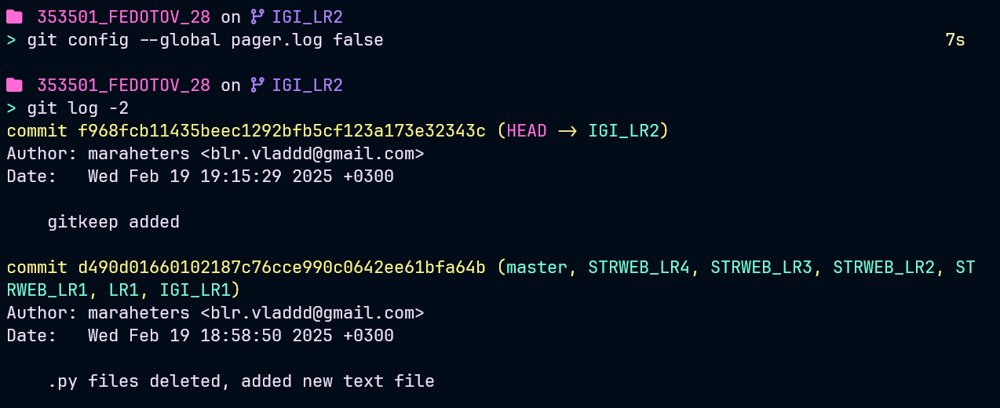 353501_FEDOTOV_28 on IGI_LR2
> git config --global pager.log false 7s
353501_FEDOTOV_28 on IGI_LR2
> git log -2
commit f968fcb11435beec1292bfb5cf123a173e32343c (HEAD -> IGI_LR2)
Author: maraheters <blr.vladdd@gmail.com>
Date:   Wed Feb 19 19:15:29 2025 +0300
gitkeep added
commit d490d01660102187c76cce990c0642ee61bfa64b (master, STRWEB_LR4, STRWEB_LR3, STRWEB_LR2, ST
RWEB_LR1, LR1, IGI_LR1)
Author: maraheters <blr.vladdd@gmail.com>
Date:   Wed Feb 19 18:58:50 2025 +0300
.py files deleted, added new text file